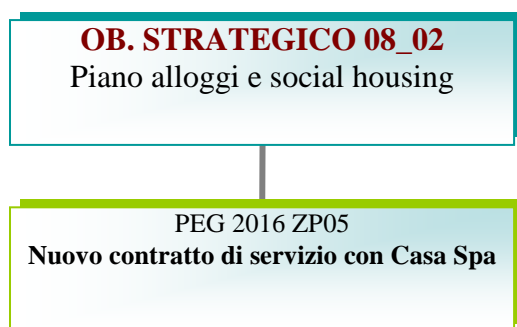 OB. STRATEGICO 08_02
Piano alloggi e social housing
PEG 2016 ZP05
Nuovo contratto di servizio con Casa Spa